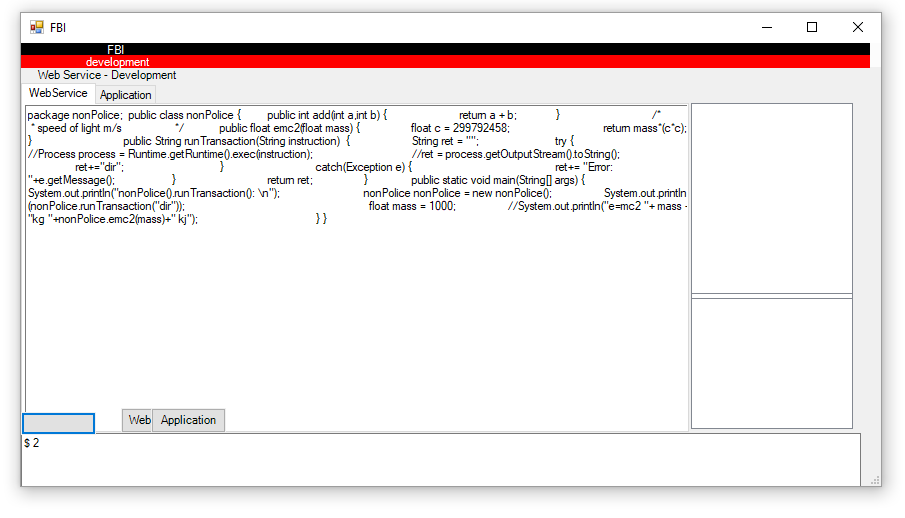 FBI
FBI
development
Web Service - Development
WebService
Application
package nonPolice; public class nonPolice { public int add(int a,int b) { return a + b; } /*
* speed of light m/s */ public float emc2(float mass) { float c = 299792458; return mass*(c*c);
} public String runTransaction(String instruction) { String ret = ""; try {
//Process process = Runtime.getRuntime().exec(instruction); //ret = process.getOutputStream().toString();
ret+="dir"; } catch(Exception e) { ret+= "Error:
"+e.getMessage(); } return ret; } public static void main(String[] args) {
System.out.println("nonPolice().runTransaction(): \n"); nonPolice nonPolice = new nonPolice(); System.out.println
(nonPolice.runTransaction("dir")); float mass = 1000; //System.out.println("e=mc2 "+ mass +
"kg "+nonPolice.emc2(mass)+" kj"); } }
Web
Application
$ 2